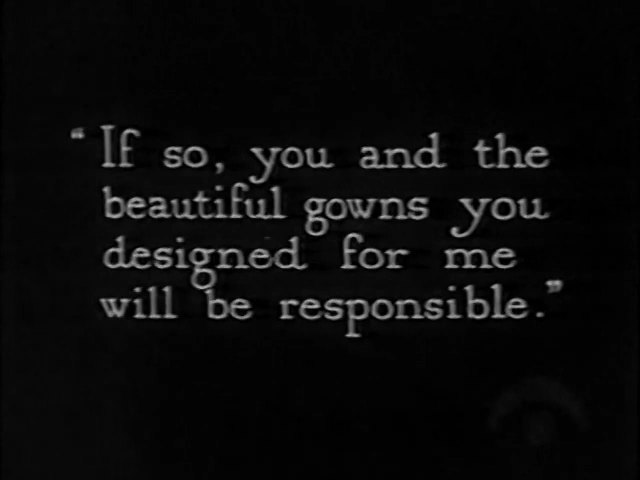 “If so, you and the
beautiful gowns you
designed for me
will be responsible.”